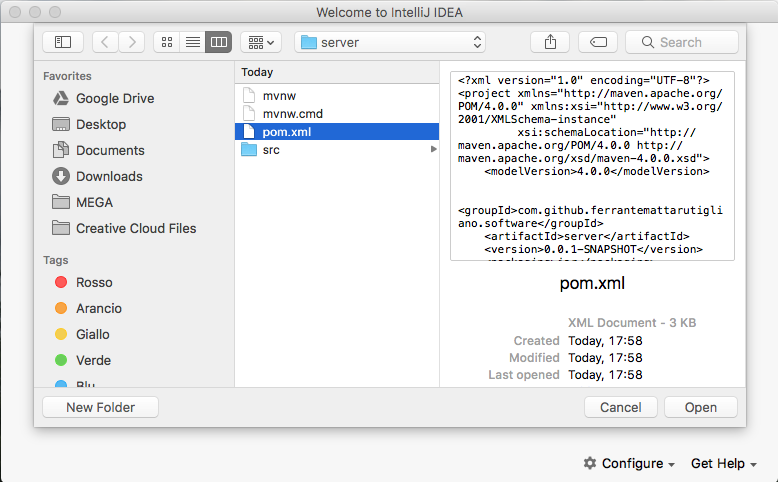 Welcome to IntelliJ IDEA
server
Search
Favorites
Google Drive
Desktop
Documents
Downloads
MEGA
Creative Cloud Files
Tags
Rosso
Arancio
Giallo
Verde
Blu
Today
mvnw
mvnw.cmd
pom.xml
src
<?xml version="1.0" encoding="UTF-8"?>
<project xmlns="http://maven.apache.org/
POM/4.0.0" xmlns:xsi="http://www.w3.org/
2001/XMLSchema-instance"
xsi:schemaLocation="http://
maven.apache.org/POM/4.0.0 http://
maven.apache.org/xsd/maven-4.0.0.xsd">
<modelVersion>4.0.0</modelVersion>
<groupId>com.github.ferrantemattarutigli
ano.software</groupId>
<artifactId>server</artifactId>
<version>0.0.1-SNAPSHOT</version>
<packaging>jar</packaging>
pom.xml
XML Document - 3 KB
Created Today, 17:58
Modified Today, 17:58
Last opened Today, 17:58
New Folder
Cancel
Open
Configure
Get Help